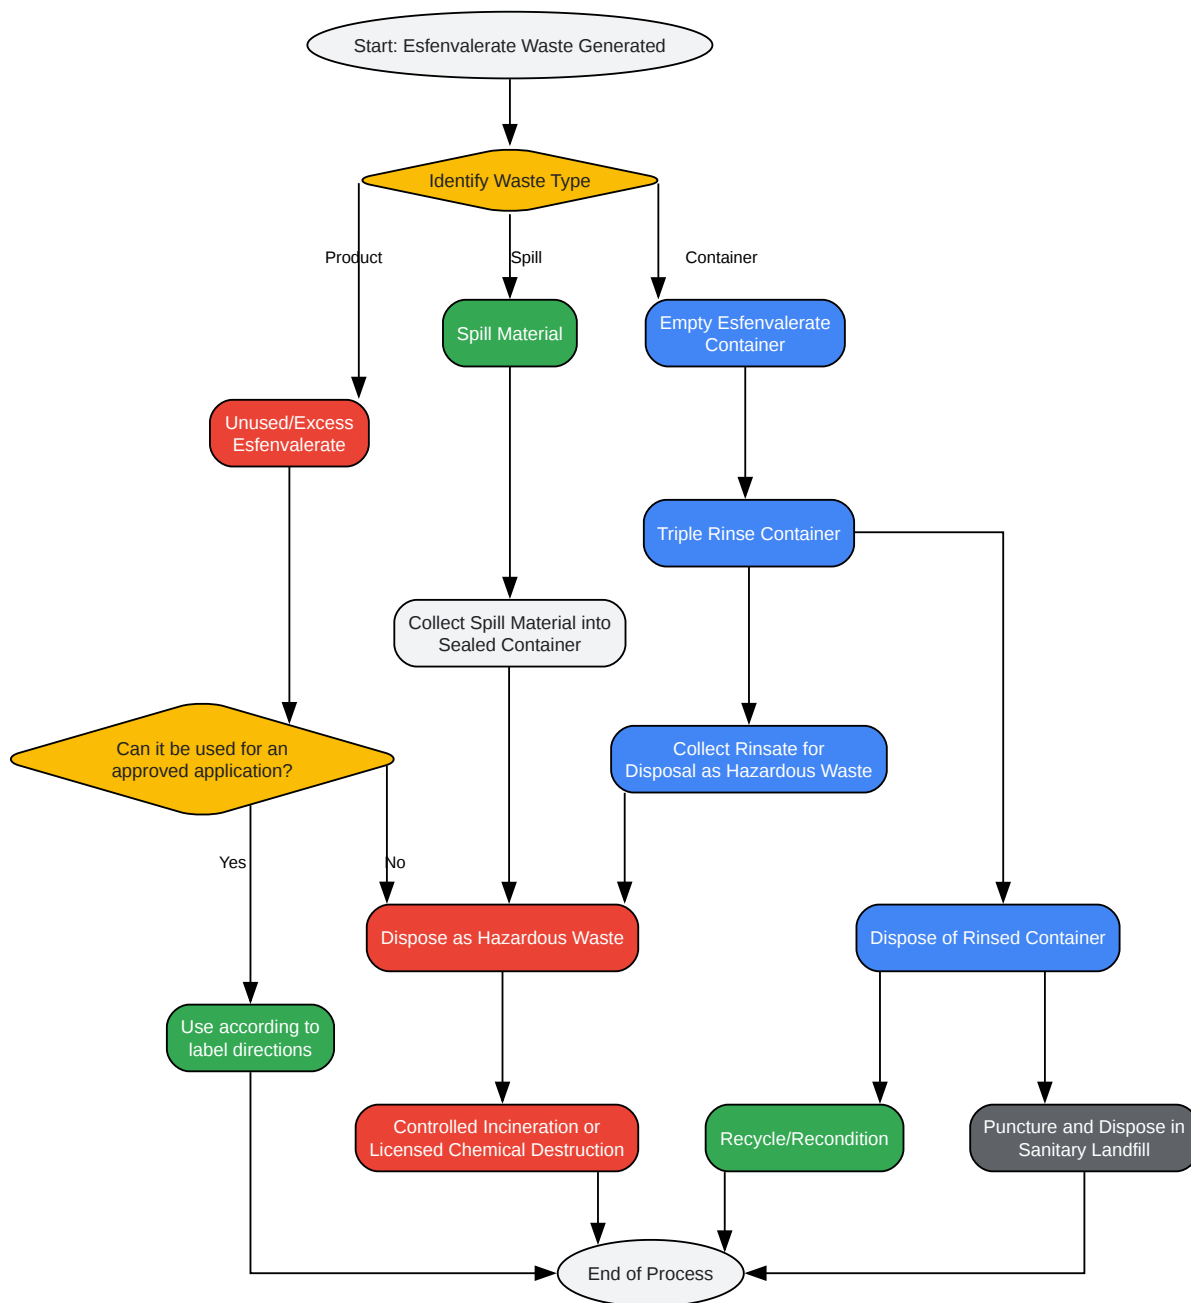 Start: Esfenvalerate Waste Generated
Identify Waste Type
Product
Spill
Container
Spill Material
Empty Esfenvalerate
Container
Unused/Excess
Esfenvalerate
Triple Rinse Container
Collect Spill Material into
Sealed Container
Can it be used for an
approved application?
Collect Rinsate for
Disposal as Hazardous Waste
Yes
No
Dispose as Hazardous Waste
Dispose of Rinsed Container
Use according to
label directions
Controlled Incineration or
Licensed Chemical Destruction
Recycle/Recondition
Puncture and Dispose in
Sanitary Landfill
End of Process